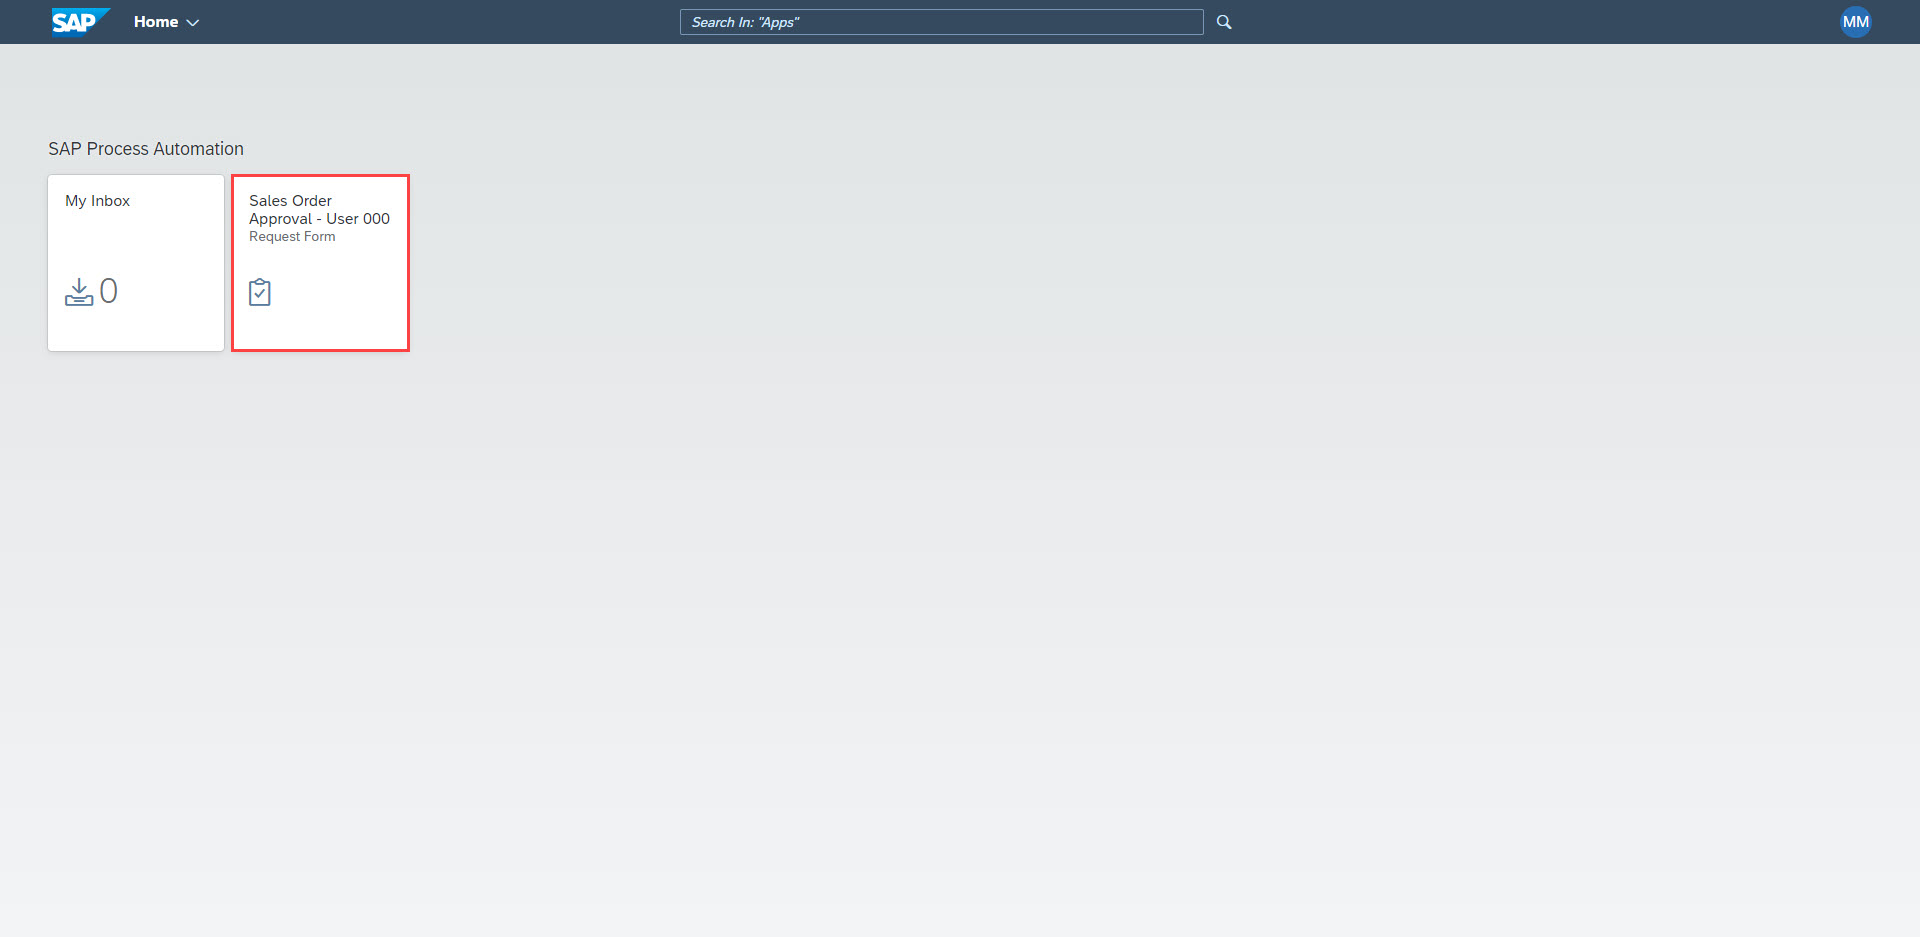 SAP Home
Search In: "Apps"
MM
SAP Process Automation
My Inbox
0
Sales Order
Approval - User 000
Request Form